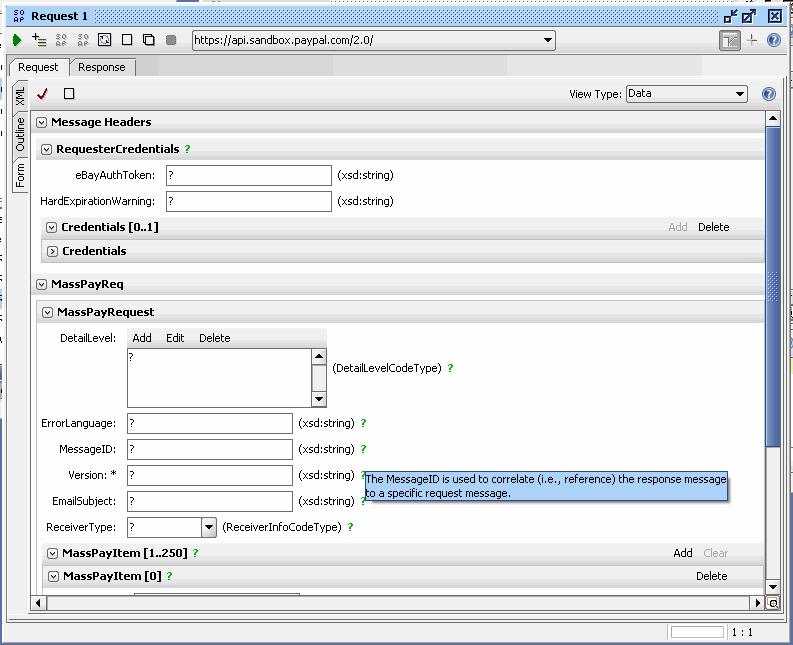 Request 1
https://api.sandbox.paypal.com/2.0/
Request Response
View Type: Data
XML
Outline
Form
Message Headers
RequesterCredentials ?
eBayAuthToken: ? (xsd:string)
HardExpirationWarning: ? (xsd:string)
Credentials [0..1] Add Delete
Credentials
MassPayReq
MassPayRequest
DetailLevel: Add Edit Delete
? (DetailLevelCodeType) ?
ErrorLanguage: ? (xsd:string) ?
MessageID: ? (xsd:string) ?
Version: * ? (xsd:string) ?
The MessageID is used to correlate (i.e., reference) the response message
to a specific request message.
EmailSubject: ? (xsd:string) ?
ReceiverType: ? (ReceiverInfoCodeType) ?
MassPayItem [1..250] ? Add Clear
MassPayItem [0] ? Delete
1 : 1